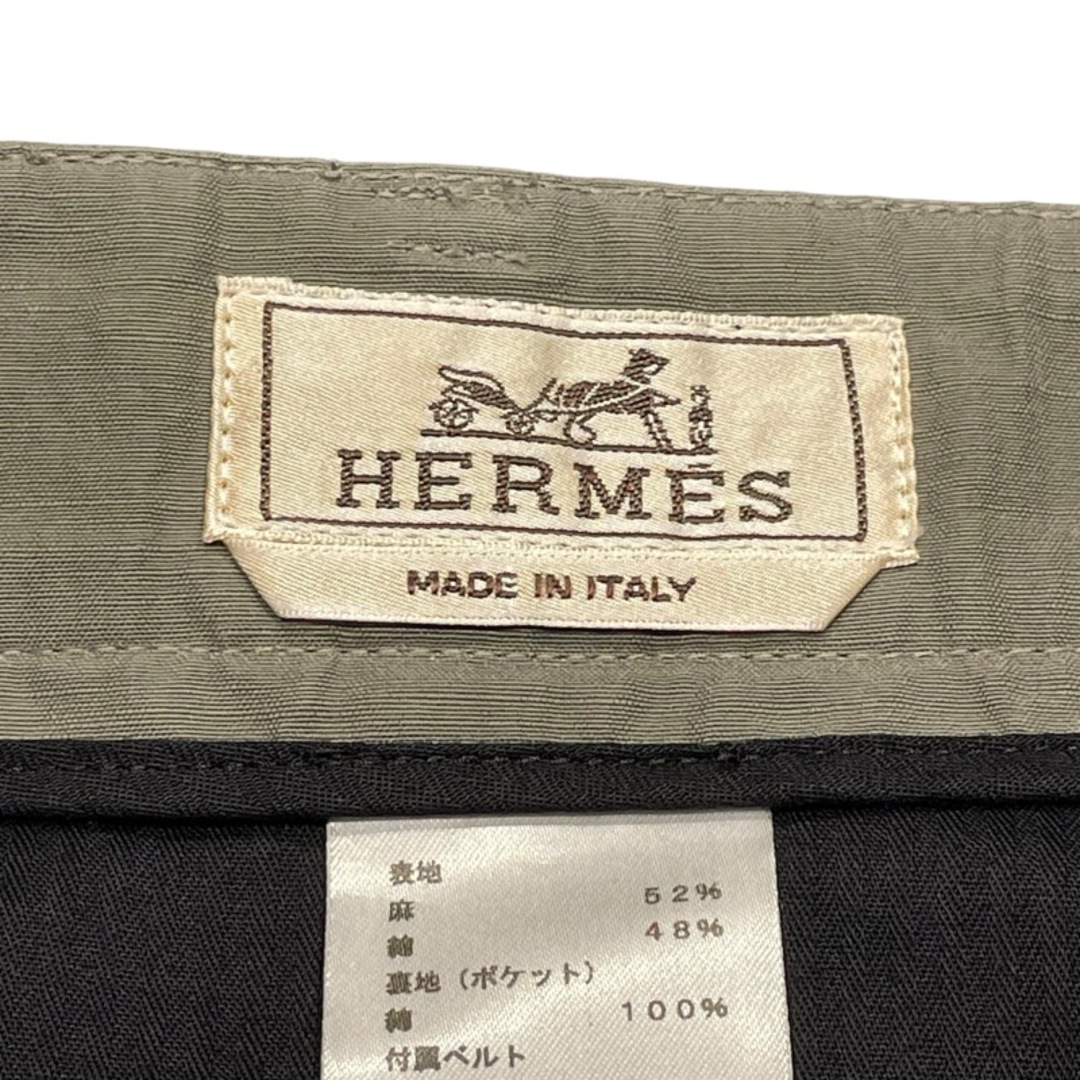 HERMÈS
MADE IN ITALY
表地
麻 52%
綿 48%
裏地（ポケット）
綿 100%
付属ベルト